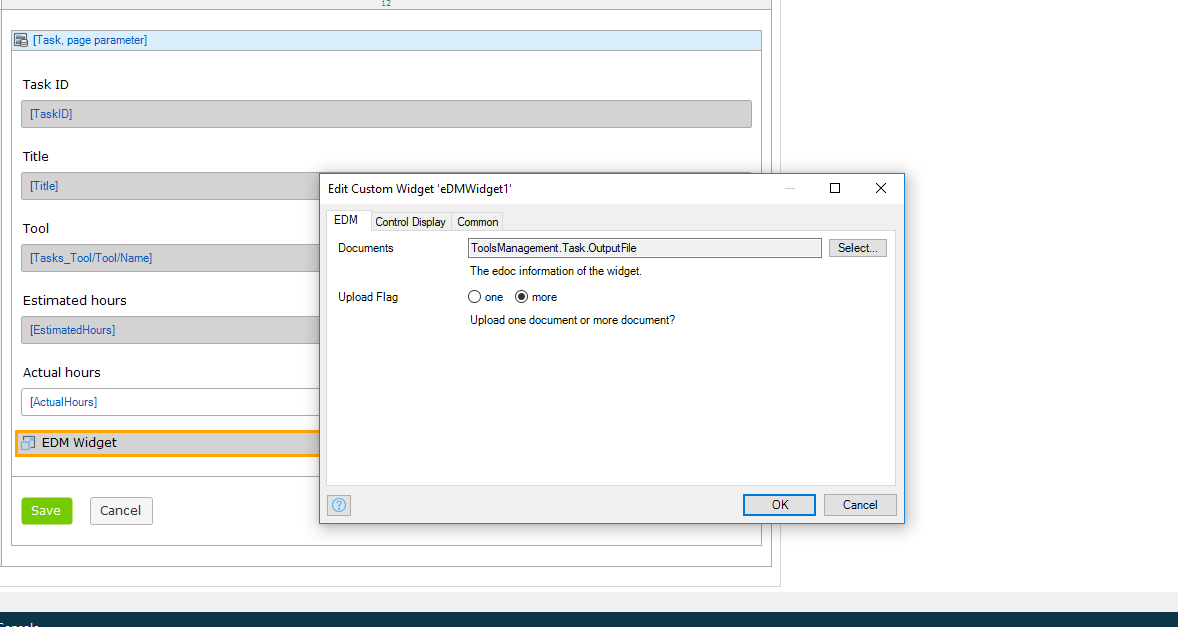 12
[Task, page parameter]
Task ID
[TaskID]
Title
[Title]
Tool
[Tasks_Tool/Tool/Name]
Estimated hours
[EstimatedHours]
Actual hours
[ActualHours]
EDM Widget
Save Cancel
Edit Custom Widget 'eDMWidget1'
EDM Control Display Common
Documents ToolsManagement.Task.OutputFile Select...
The edoc information of the widget.
Upload Flag one more
Upload one document or more document?
OK Cancel